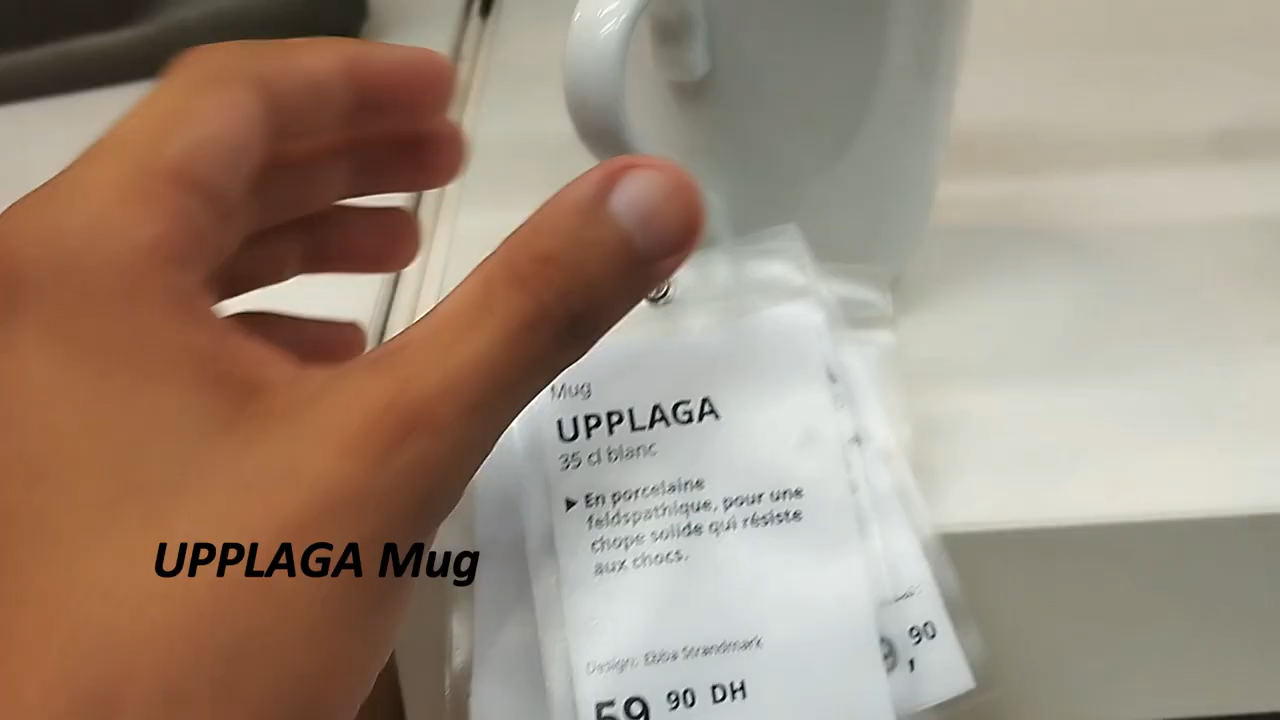 Mug
UPPLAGA
35 cl blanc
▶ En porcelaine
feldspathique, pour une
chope solide qui résiste
aux chocs.
Design: Ebba Strandmark
59,90 DH
,90
UPPLAGA Mug